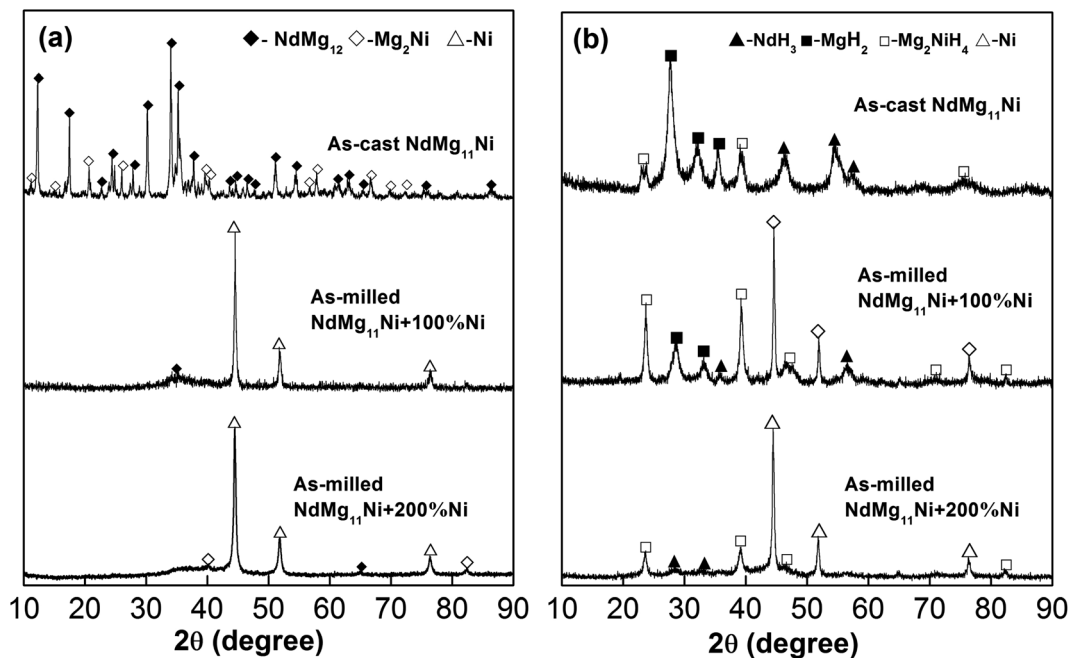 (a)
◆- NdMg₁₂ ◇-Mg₂Ni △-Ni
As-cast NdMg₁₁Ni
As-milled
NdMg₁₁Ni+100%Ni
As-milled
NdMg₁₁Ni+200%Ni
10 20 30 40 50 60 70 80 90
2θ (degree)
(b)
▲-NdH₃ ■-MgH₂ □-Mg₂NiH₄ △-Ni
As-cast NdMg₁₁Ni
As-milled
NdMg₁₁Ni+100%Ni
As-milled
NdMg₁₁Ni+200%Ni
10 20 30 40 50 60 70 80 90
2θ (degree)